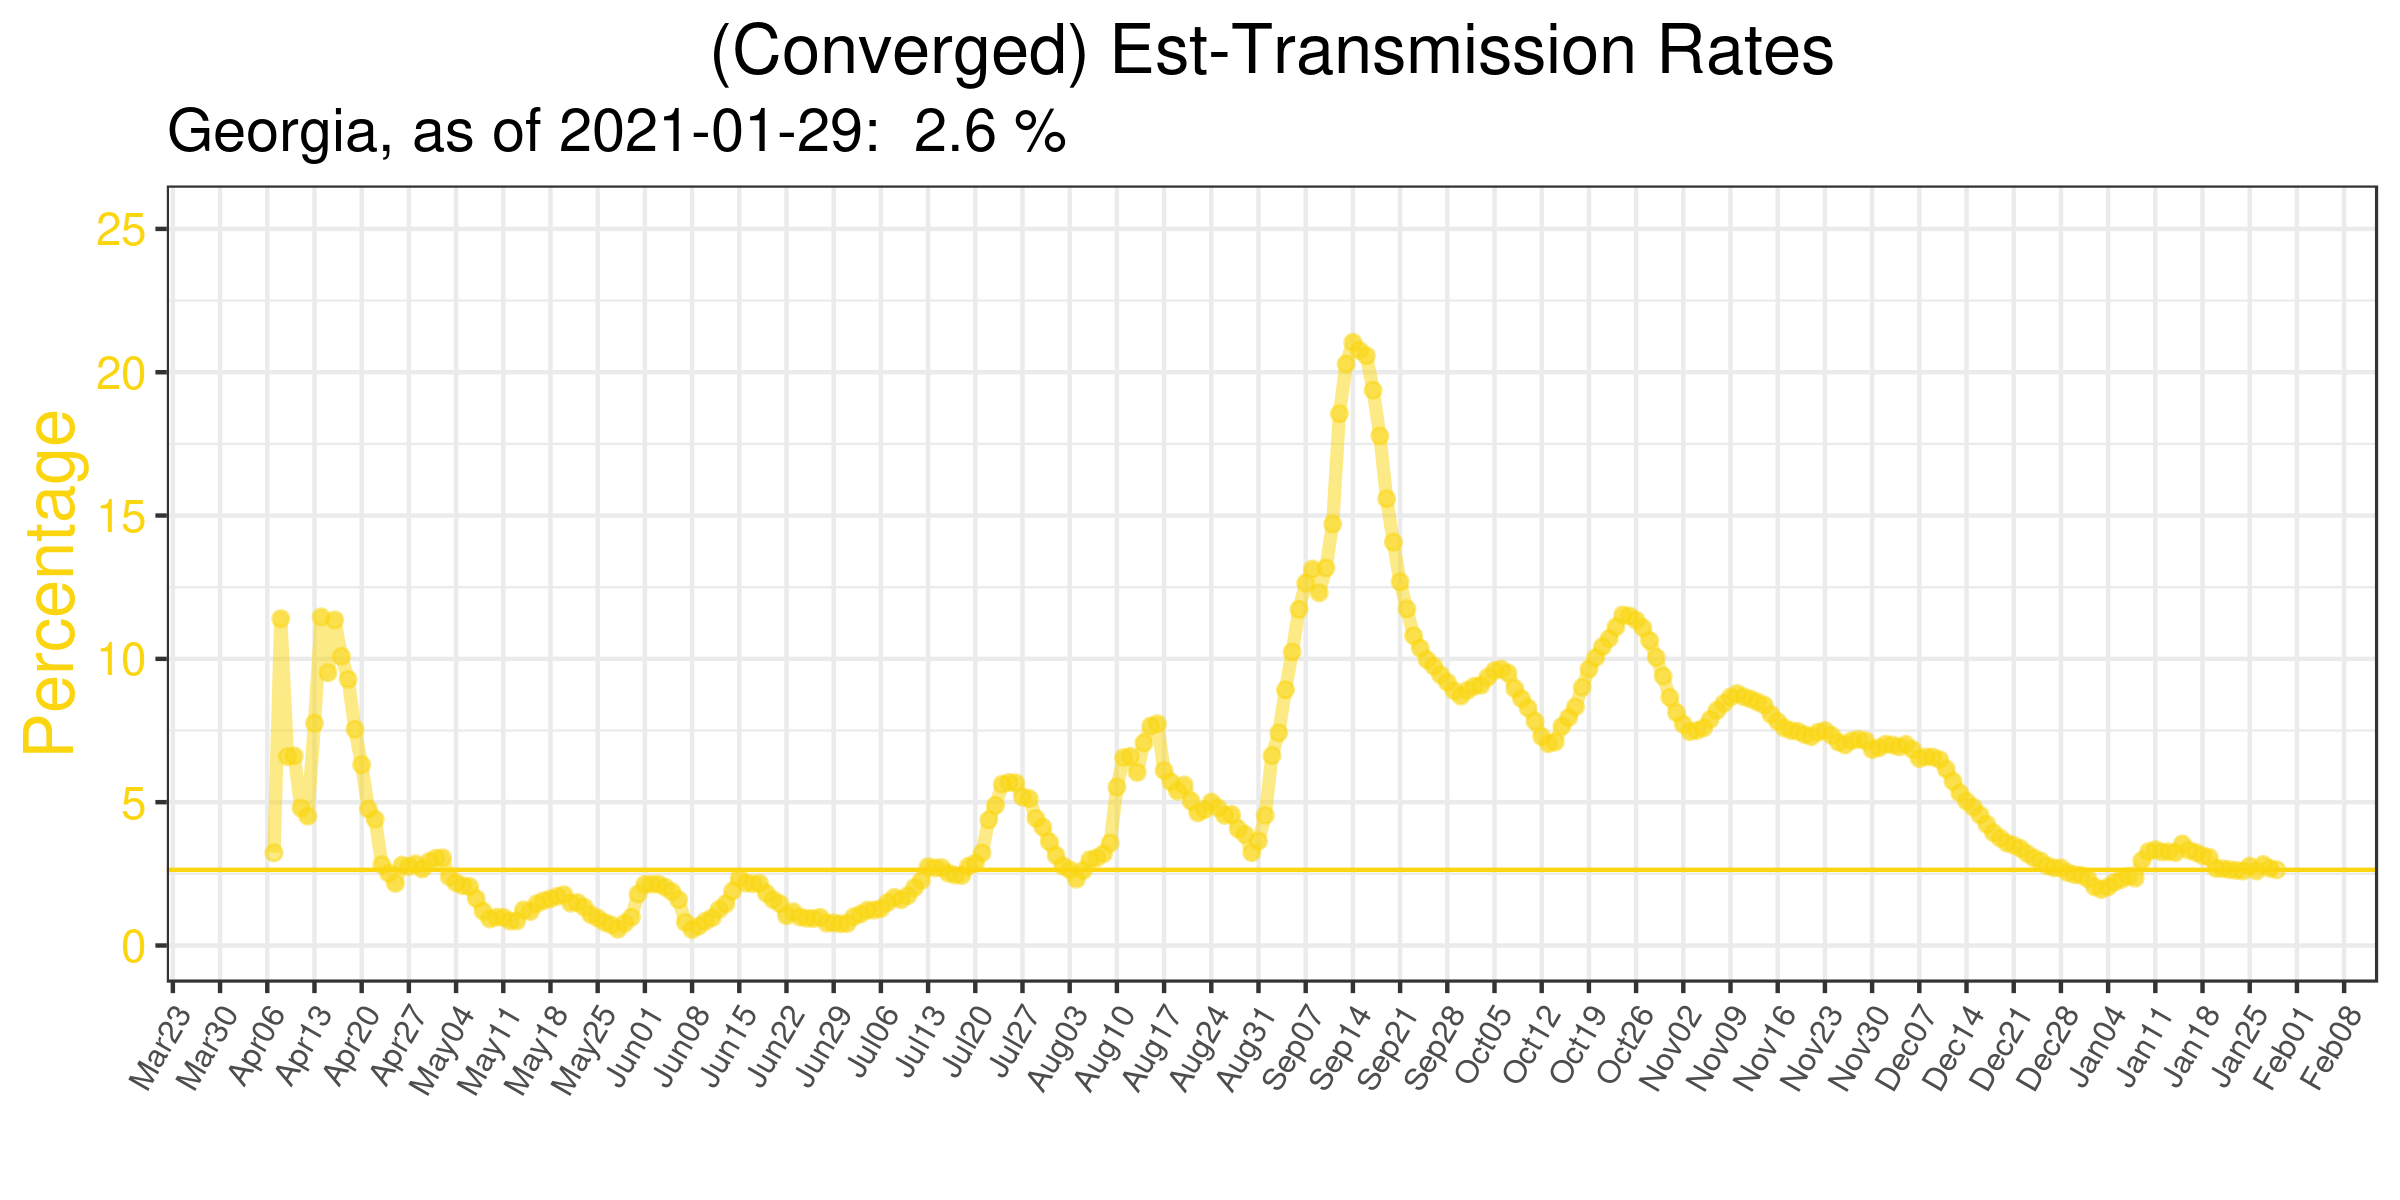 (Converged) Est-Transmission Rates
Georgia, as of 2021-01-29:  2.6 %
Percentage
25
20
15
10
5
0
Mar23
Mar30
Apr06
Apr13
Apr20
Apr27
May04
May11
May18
May25
Jun01
Jun08
Jun15
Jun22
Jun29
Jul06
Jul13
Jul20
Jul27
Aug03
Aug10
Aug17
Aug24
Aug31
Sep07
Sep14
Sep21
Sep28
Oct05
Oct12
Oct19
Oct26
Nov02
Nov09
Nov16
Nov23
Nov30
Dec07
Dec14
Dec21
Dec28
Jan04
Jan11
Jan18
Jan25
Feb01
Feb08